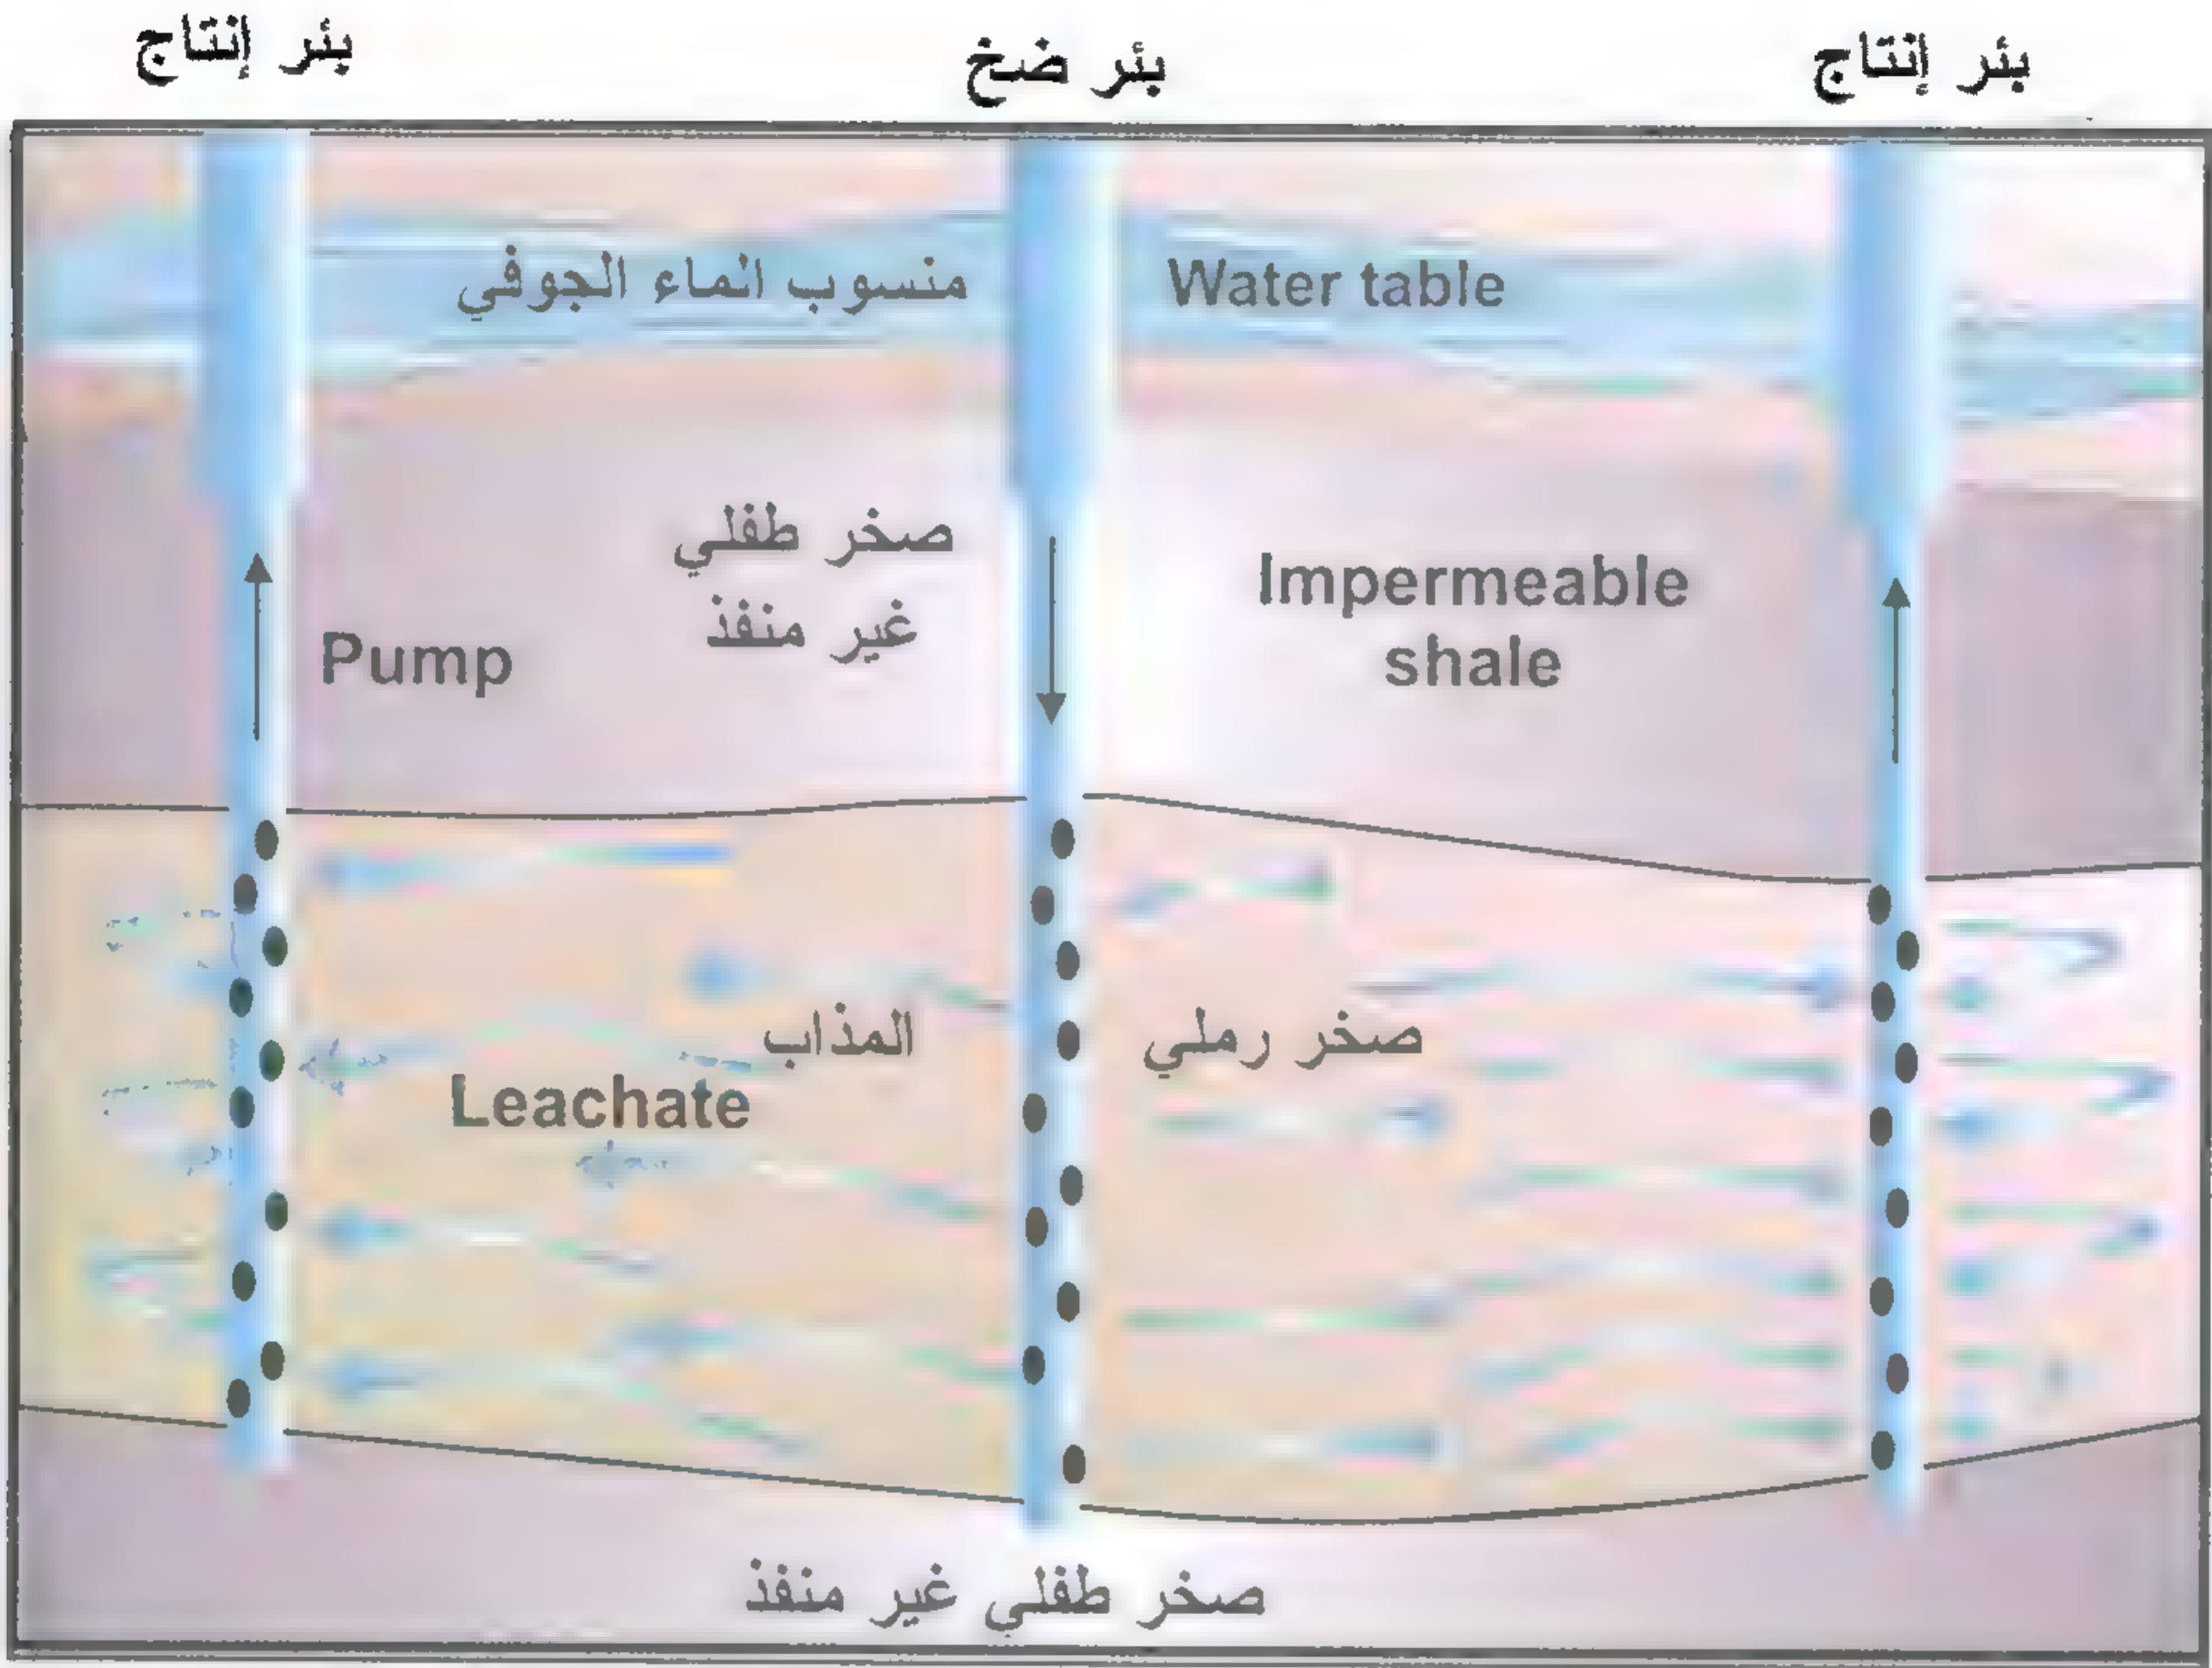 بئر إنتاج
بئر ضخ
بئر إنتاج
منسوب الماء الجوفي
Water table
صخر طفلي
غير منفذ
Impermeable
shale
Pump
المذاب
صخر رملي
Leachate
صخر طفلي غير منفذ